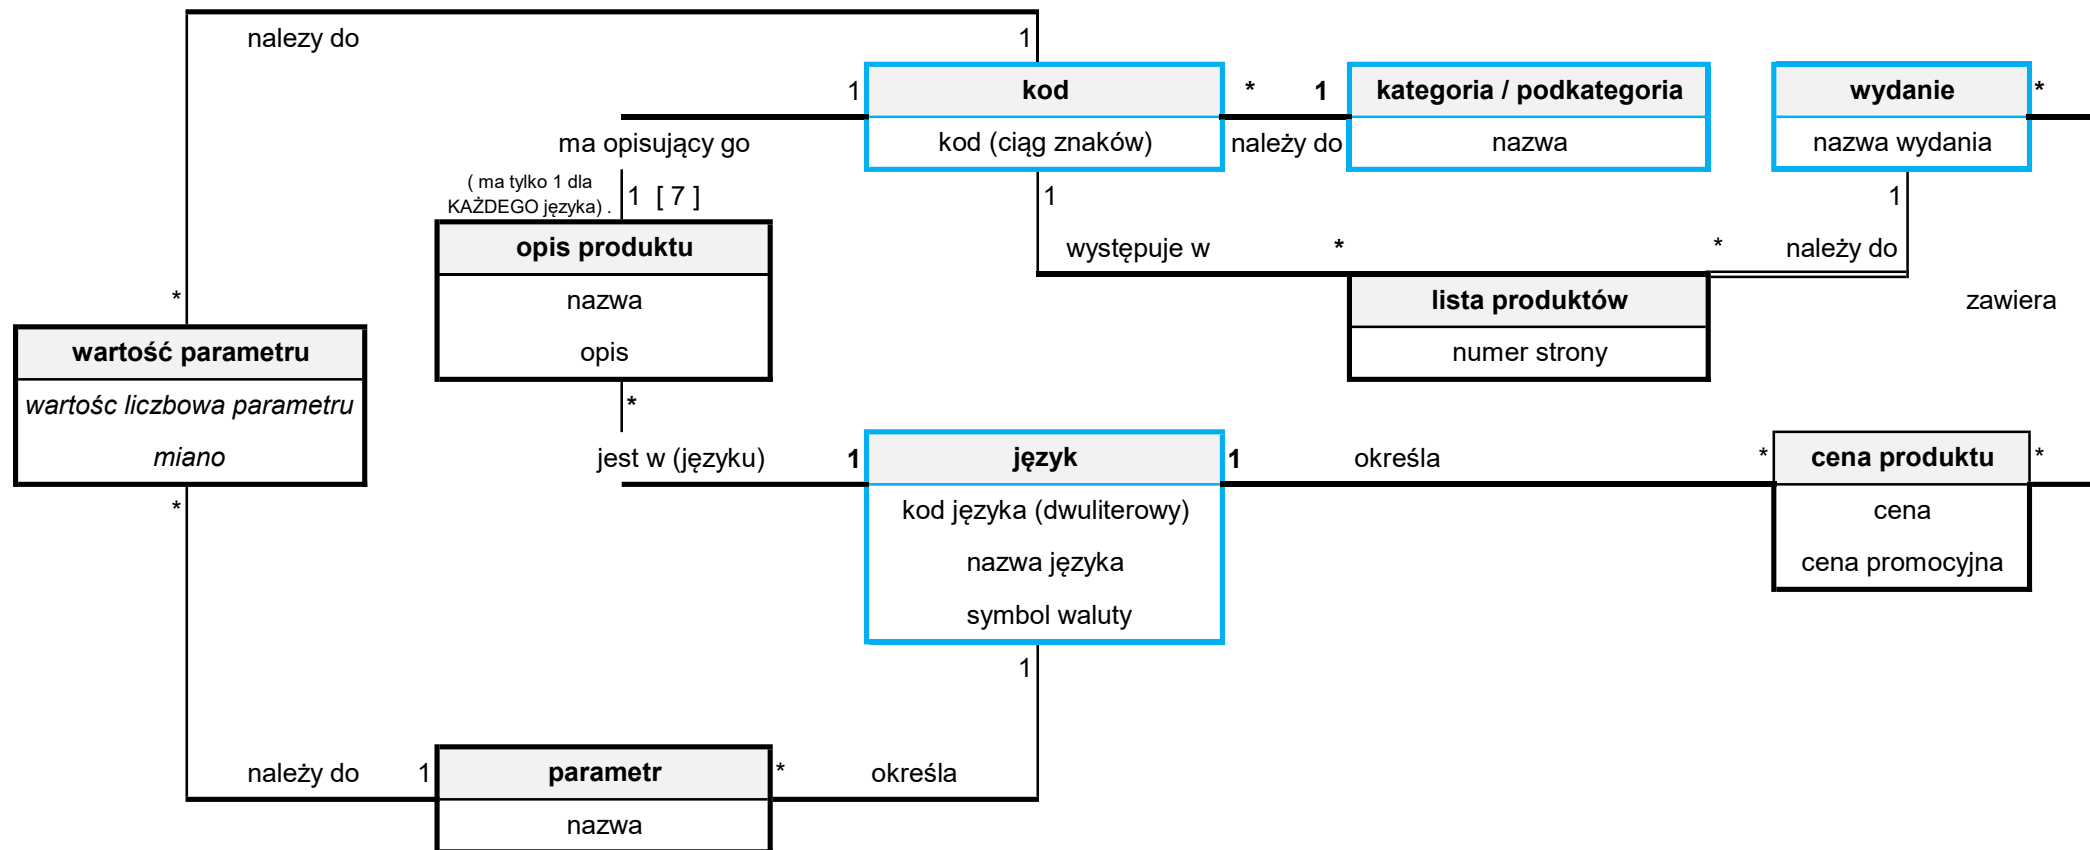 nalezy do
1
1
kod
*
1
kategoria / podkategoria
wydanie
*
ma opisujący go
kod (ciąg znaków)
należy do
nazwa
nazwa wydania
( ma tylko 1 dla
KAŻDEGO języka) .
1 [ 7 ]
1
1
opis produktu
występuje w
*
*
należy do
*
nazwa
lista produktów
zawiera
wartość parametru
opis
numer strony
wartośc liczbowa parametru
*
miano
jest w (języku)
1
język
1
określa
*
cena produktu
*
*
kod języka (dwuliterowy)
cena
nazwa języka
cena promocyjna
symbol waluty
1
należy do
1
parametr
*
określa
nazwa